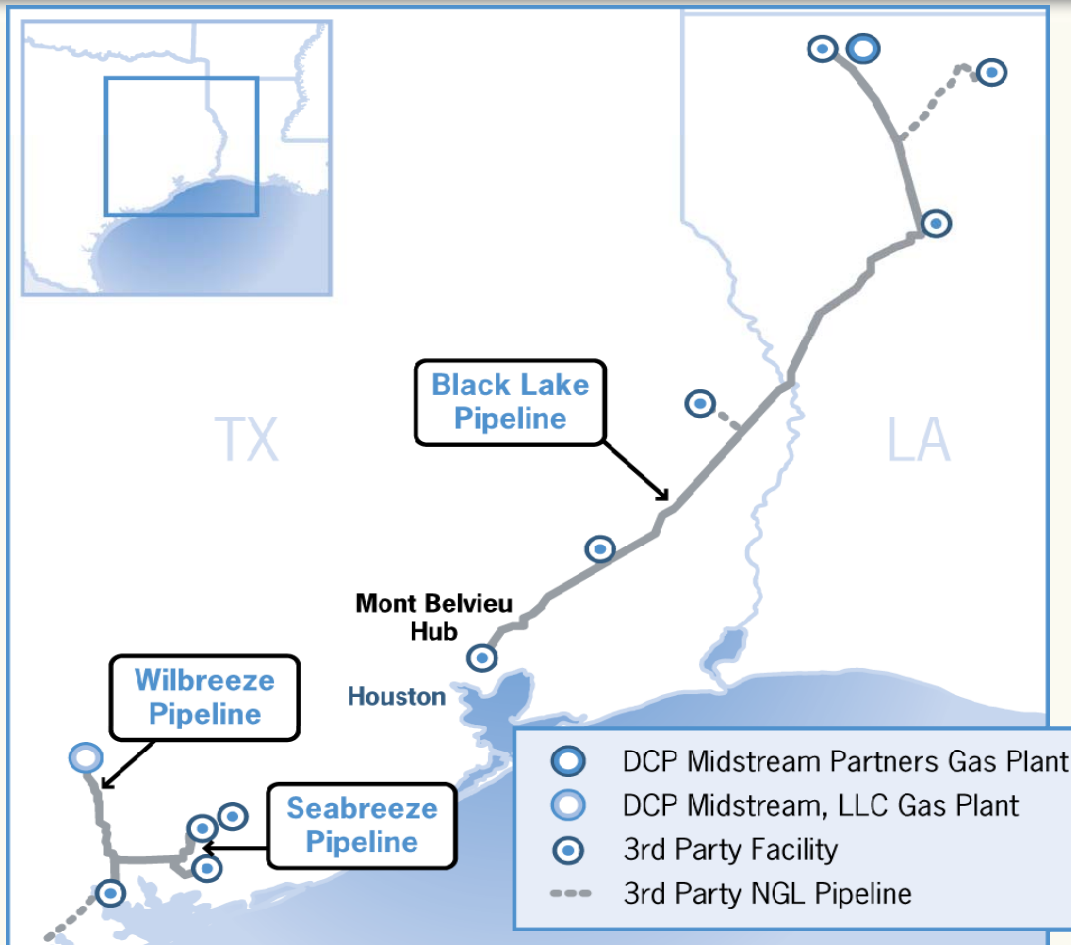 Black Lake
Pipeline
TX
LA
Mont Belvieu
Hub
Houston
Wilbreeze
Pipeline
Seabreeze
Pipeline
DCP Midstream Partners Gas Plant
DCP Midstream, LLC Gas Plant
3rd Party Facility
3rd Party NGL Pipeline